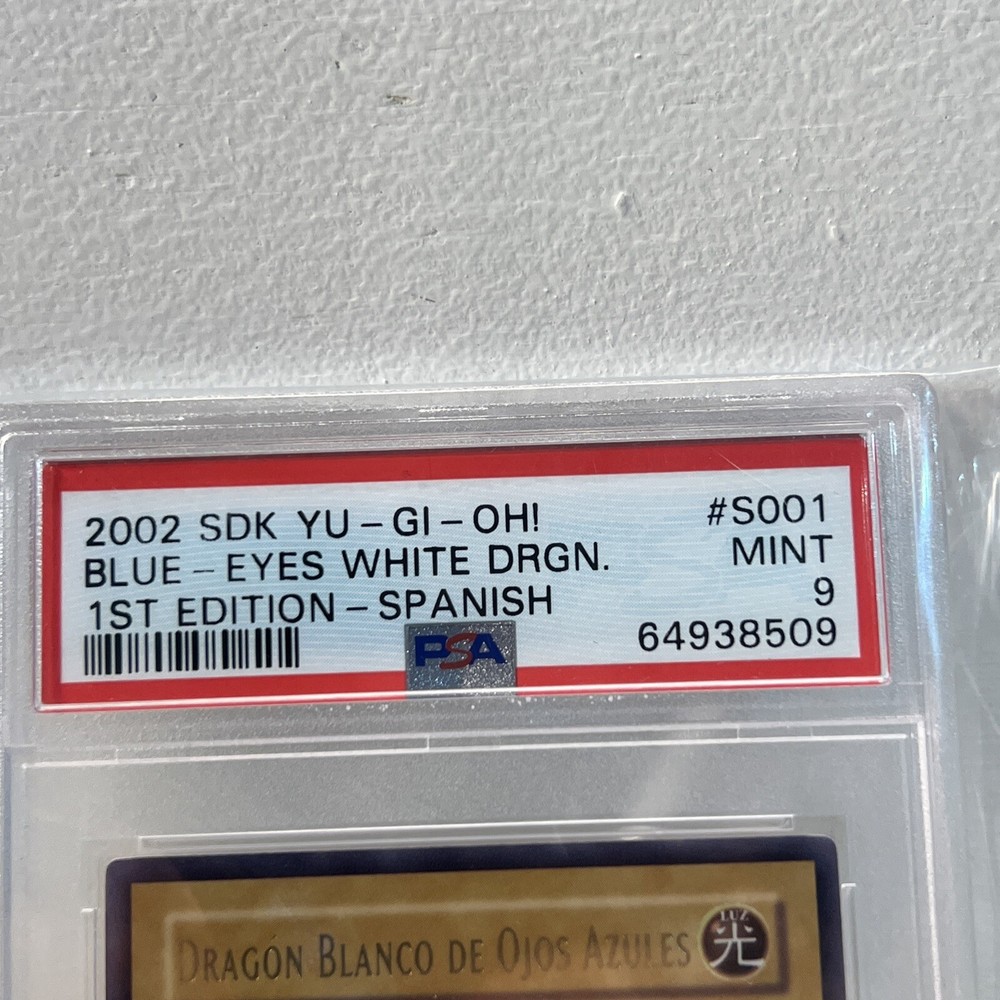 2002 SDK YU-GI-OH! #S001
BLUE-EYES WHITE DRGN. MINT
1ST EDITION-SPANISH 9
PSA 64938509
DRAGÓN BLANCO DE OJOS AZULES
LUZ
光